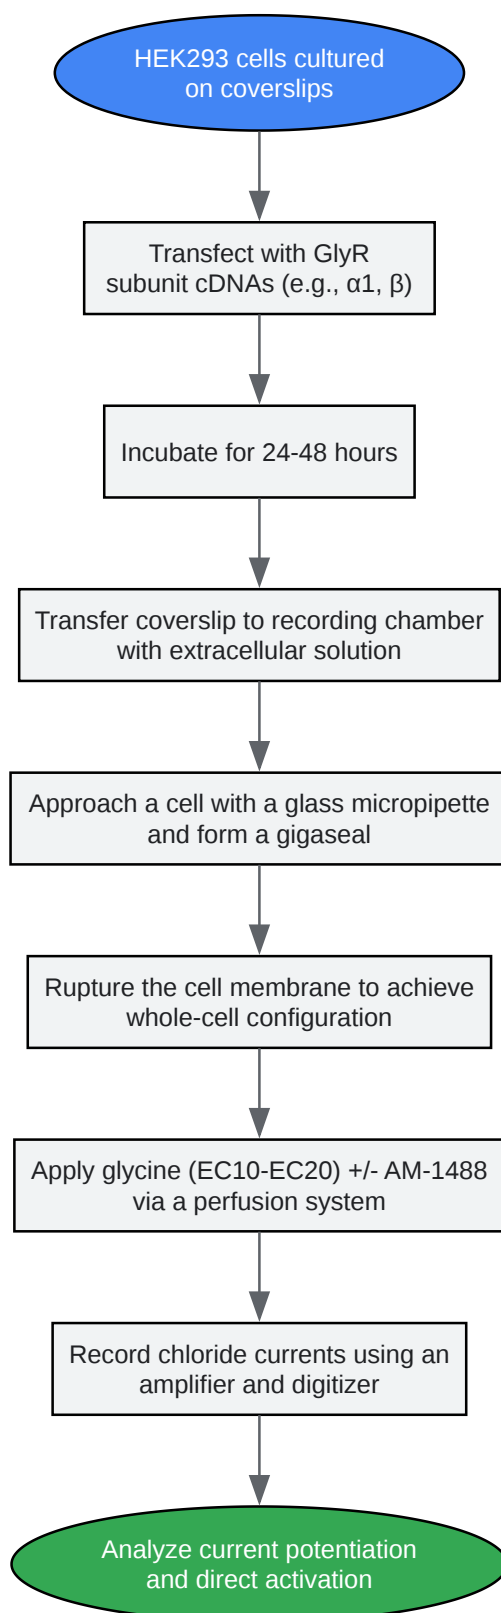 HEK293 cells cultured
on coverslips
Transfect with GlyR
subunit cDNAs (e.g., α1, β)
Incubate for 24-48 hours
Transfer coverslip to recording chamber
with extracellular solution
Approach a cell with a glass micropipette
and form a gigaseal
Rupture the cell membrane to achieve
whole-cell configuration
Apply glycine (EC10-EC20) +/- AM-1488
via a perfusion system
Record chloride currents using an
amplifier and digitizer
Analyze current potentiation
and direct activation